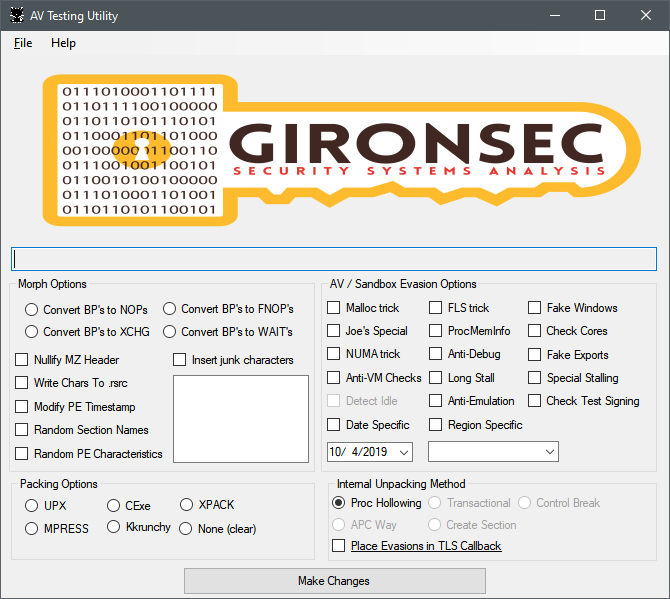 AV Testing Utility
File Help
0111010001101111
0110111100100000
0110110101110101
0110001101101000
0010000001100110
0111001001100101
0110010100100000
0111010001101001
0110110101100101
GIRONSEC
SECURITY SYSTEMS ANALYSIS
Morph Options
Convert BP's to NOPs Convert BP's to FNOP's
Convert BP's to XCHG Convert BP's to WAIT's
Nullify MZ Header Insert junk characters
Write Chars To .rsrc
Modify PE Timestamp
Random Section Names
Random PE Characteristics
AV / Sandbox Evasion Options
Malloc trick FLS trick Fake Windows
Joe's Special ProcMemInfo Check Cores
NUMA trick Anti-Debug Fake Exports
Anti-VM Checks Long Stall Special Stalling
Detect Idle Anti-Emulation Check Test Signing
Date Specific Region Specific
10/ 4/2019
Packing Options
UPX CExe XPACK
MPRESS Kkrunchy None (clear)
Internal Unpacking Method
Proc Hollowing Transactional Control Break
APC Way Create Section
Place Evasions in TLS Callback
Make Changes